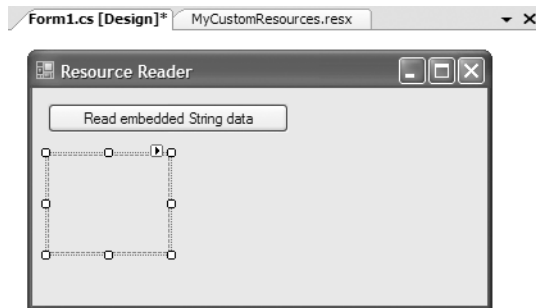 Form1.cs [Design]* MyCustomResources.resx
Resource Reader
Read embedded String data